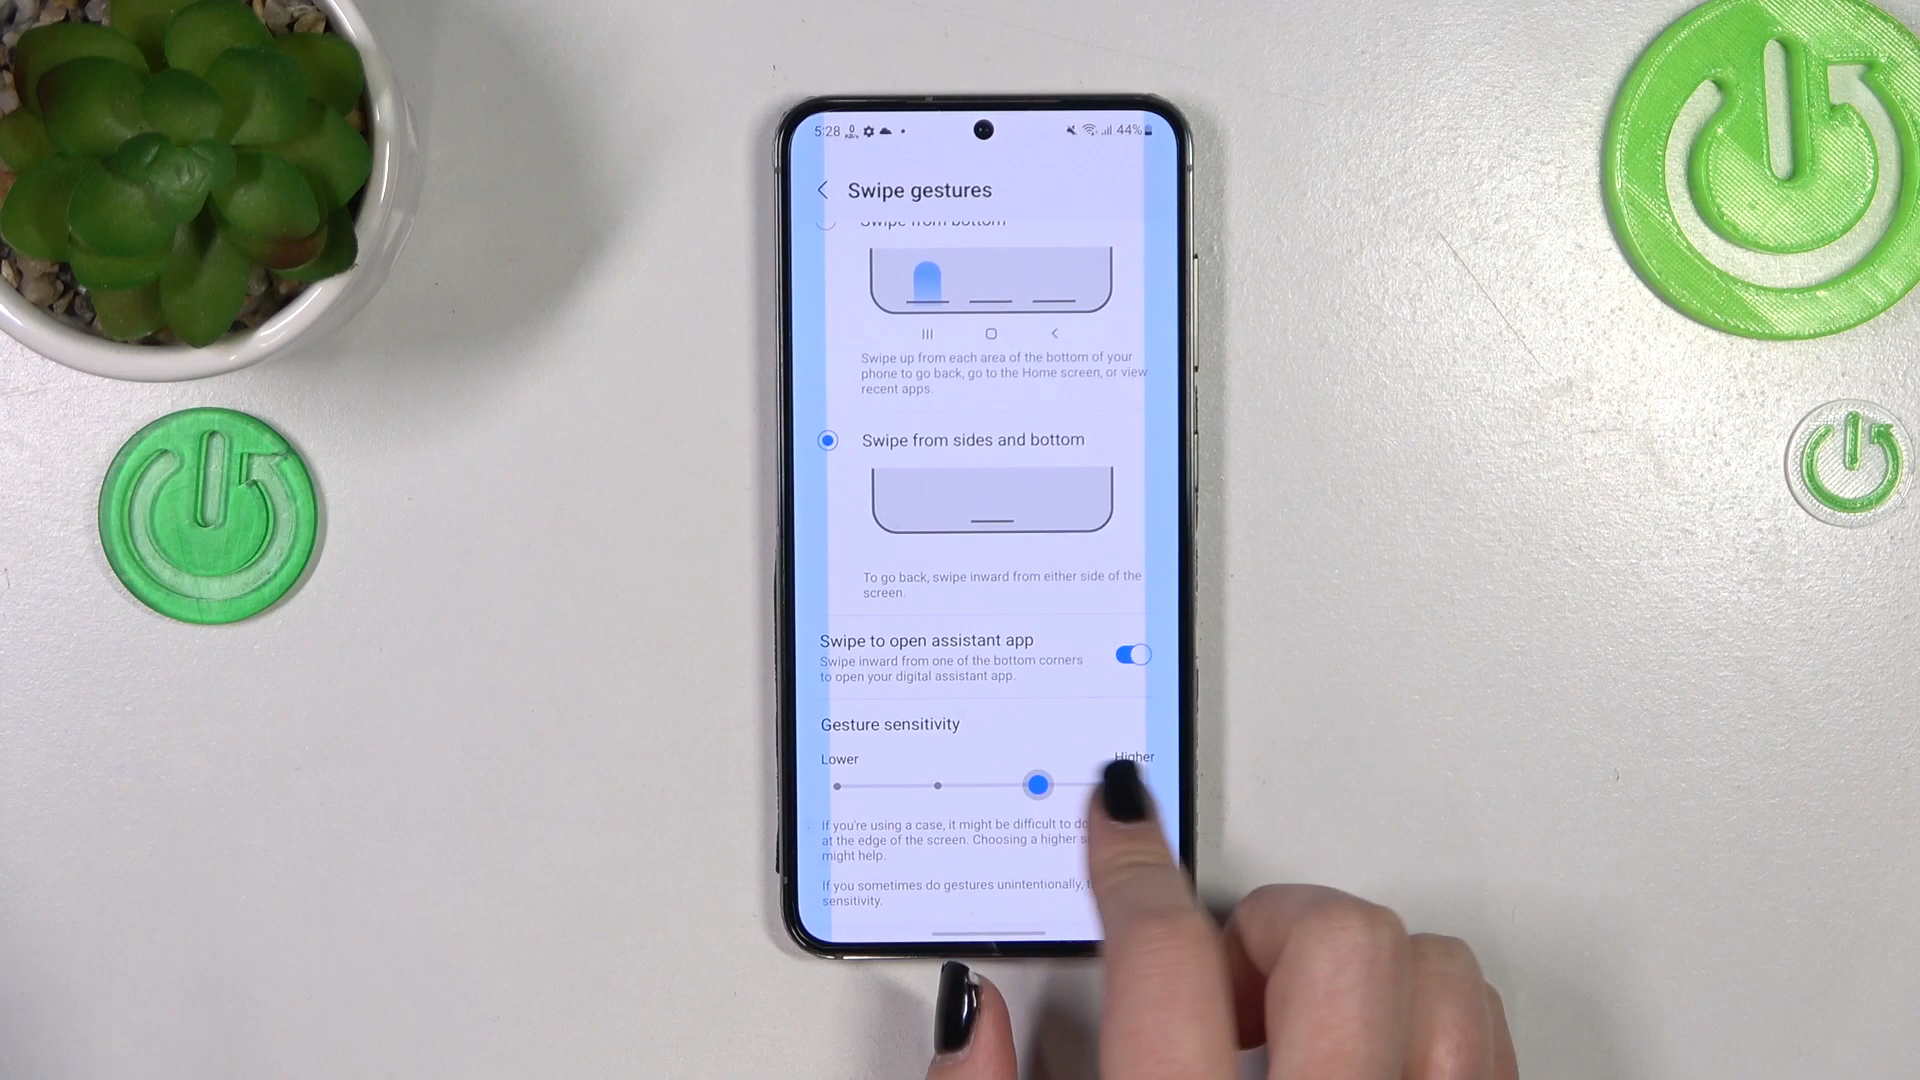 5:28
44%
Swipe gestures
Swipe from bottom
Swipe up from each area of the bottom of your
phone to go back, go to the Home screen, or view
recent apps.
Swipe from sides and bottom
To go back, swipe inward from either side of the
screen.
Swipe to open assistant app
Swipe inward from one of the bottom corners
to open your digital assistant app.
Gesture sensitivity
Lower
Higher
If you're using a case, it might be difficult to do
at the edge of the screen. Choosing a higher
might help.
If you sometimes do gestures unintentionally,
sensitivity.